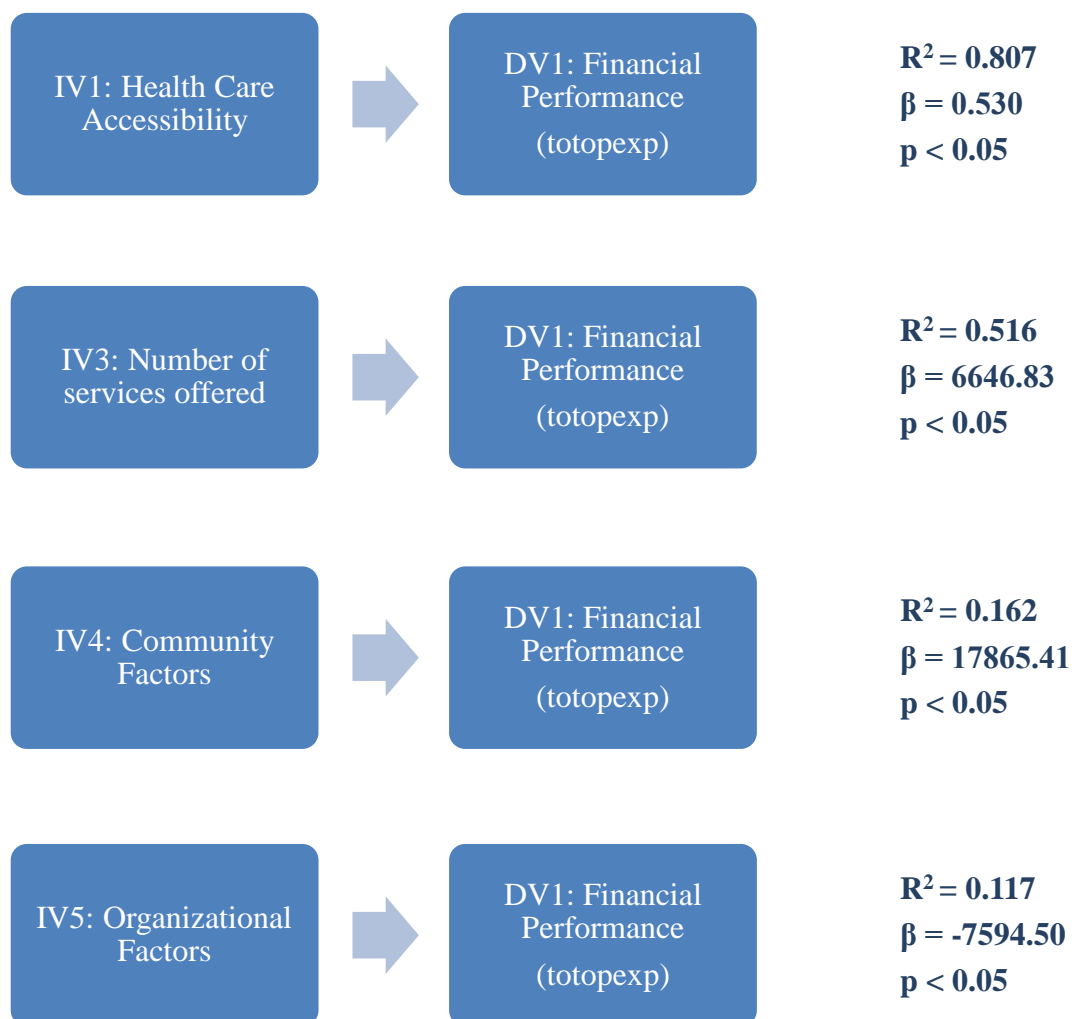 IV1: Health Care
Accessibility
DV1: Financial
Performance
(totopexp)
R² = 0.807
β = 0.530
p < 0.05
IV3: Number of
services offered
DV1: Financial
Performance
(totopexp)
R² = 0.516
β = 6646.83
p < 0.05
IV4: Community
Factors
DV1: Financial
Performance
(totopexp)
R² = 0.162
β = 17865.41
p < 0.05
IV5: Organizational
Factors
DV1: Financial
Performance
(totopexp)
R² = 0.117
β = -7594.50
p < 0.05